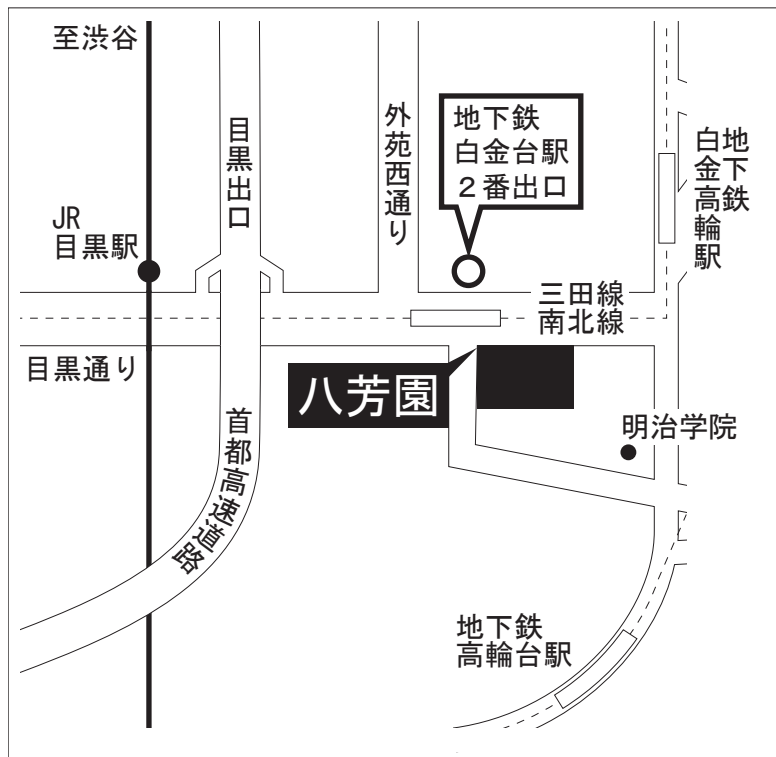 至渋谷
目黒出口
外苑西通り
地下鉄
白金台駅
２番出口
地下鉄
白金高輪駅
JR
目黒駅
三田線
南北線
目黒通り
八芳園
首都高速道路
明治学院
地下鉄
高輪台駅